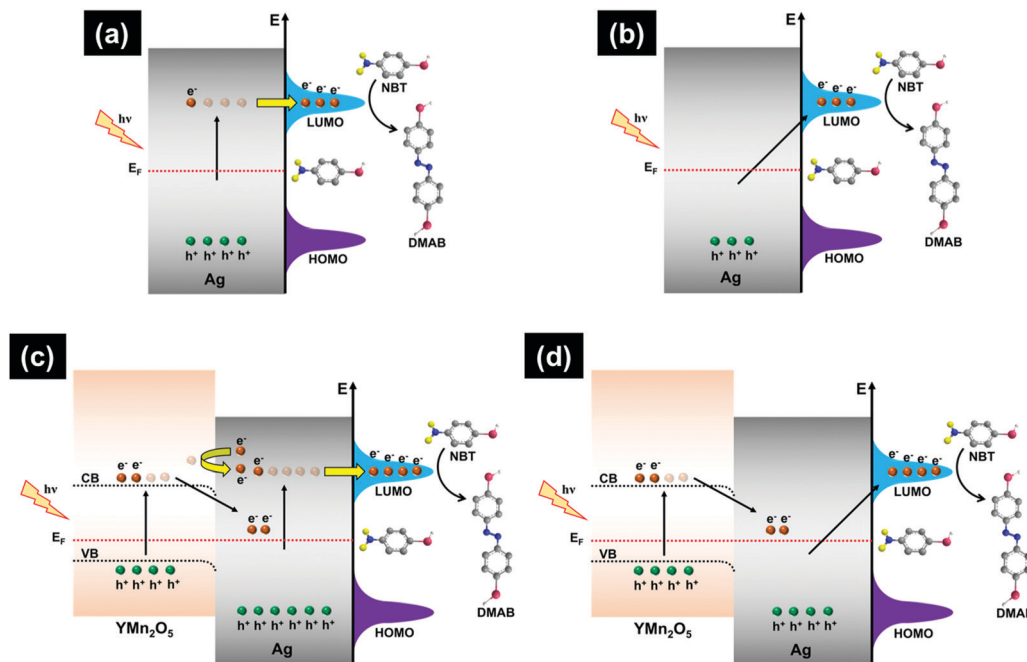 (a)
E
e⁻
e⁻ e⁻ e⁻
NBT
LUMO
hν
E_F
DMAB
h⁺ h⁺ h⁺ h⁺
HOMO
Ag
(b)
E
e⁻ e⁻ e⁻
NBT
LUMO
hν
E_F
DMAB
h⁺ h⁺ h⁺
HOMO
Ag
(c)
E
e⁻
e⁻
e⁻
e⁻ e⁻ e⁻ e⁻
NBT
e⁻ e⁻
CB
LUMO
hν
e⁻ e⁻
E_F
VB
h⁺ h⁺ h⁺ h⁺
DMAB
h⁺ h⁺ h⁺ h⁺ h⁺ h⁺
HOMO
YMn₂O₅
Ag
(d)
E
e⁻ e⁻ e⁻ e⁻
NBT
e⁻ e⁻
CB
LUMO
hν
e⁻ e⁻
E_F
VB
h⁺ h⁺ h⁺ h⁺
DMAB
h⁺ h⁺ h⁺ h⁺
HOMO
YMn₂O₅
Ag